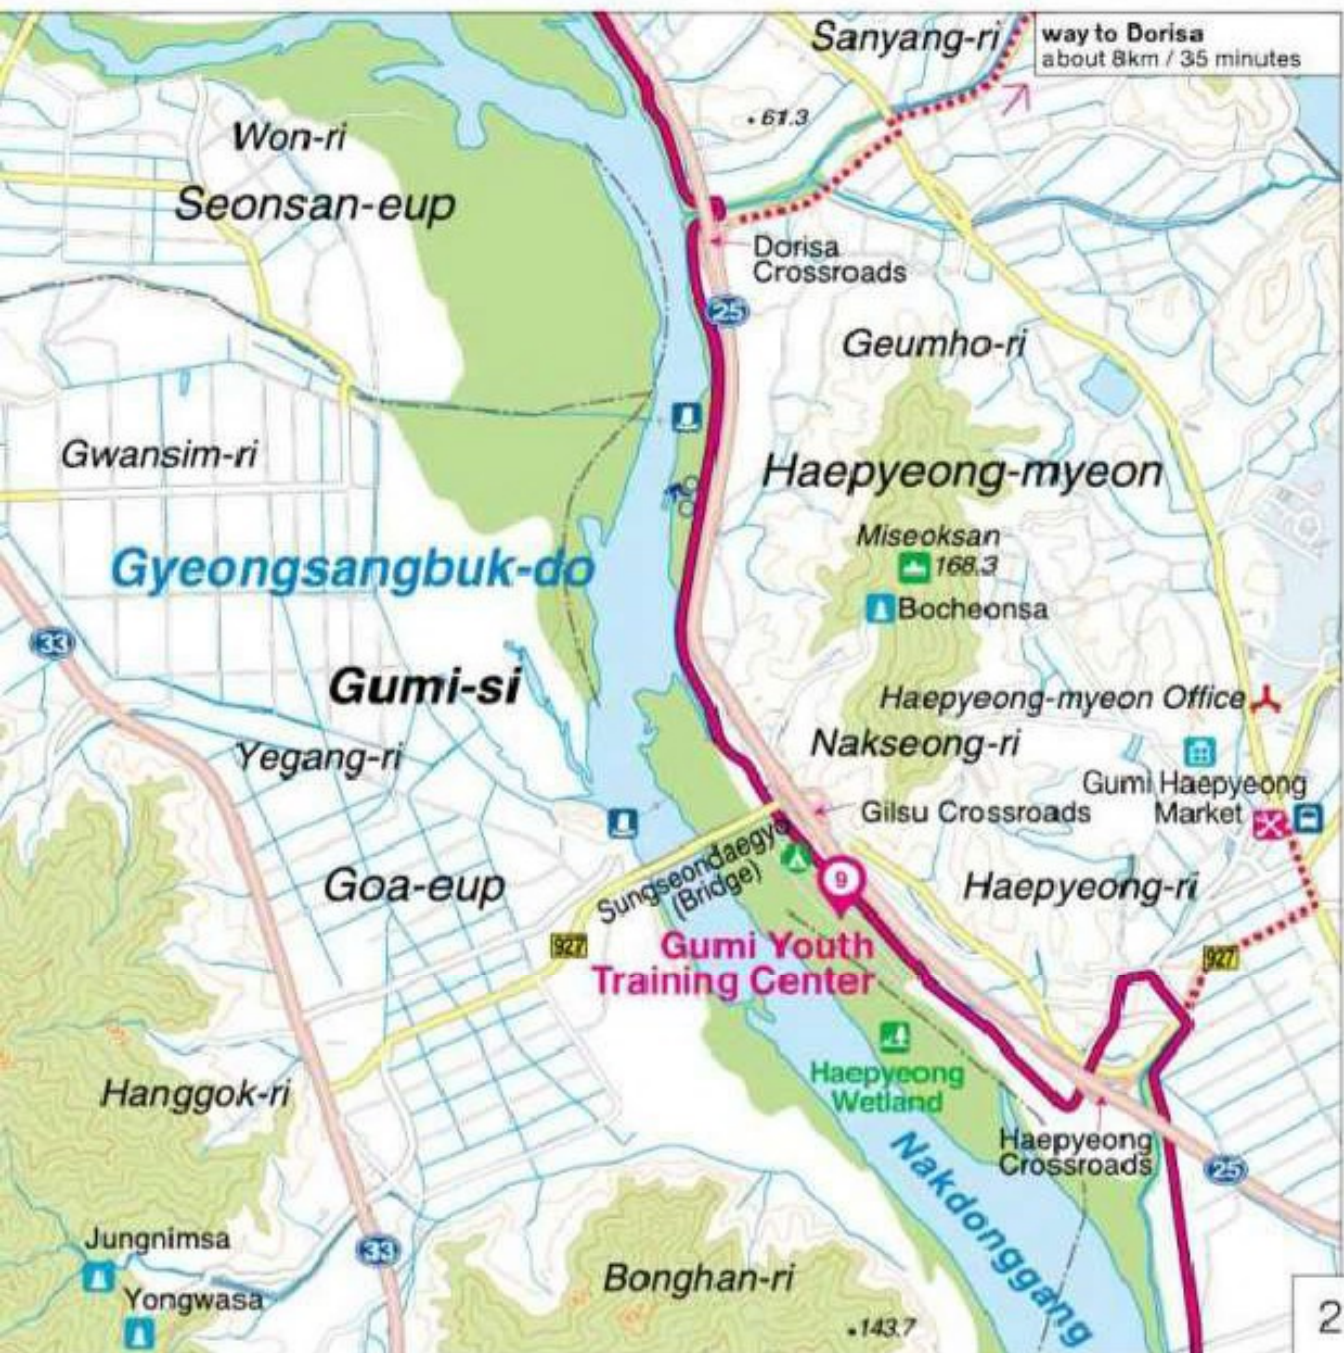 Sanyang-ri
way to Dorisa
about 8km / 35 minutes
61.3
Won-ri
Seonsan-eup
Dorisa
Crossroads
25
Geumho-ri
Gwansim-ri
Haepyeong-myeon
Miseoksan
168.3
Bocheonsa
Gyeongsangbuk-do
33
Gumi-si
Haepyeong-myeon Office
Yegang-ri
Nakseong-ri
Gumi Haepyeong
Market
Gilsu Crossroads
Sungseondaegyo
(Bridge)
9
Goa-eup
Haepyeong-ri
927
Gumi Youth
Training Center
927
Haepyeong
Wetland
Hanggok-ri
Haepyeong
Crossroads
25
Nakdonggang
Jungnimsa
33
Yongwasa
Bonghan-ri
143.7
2